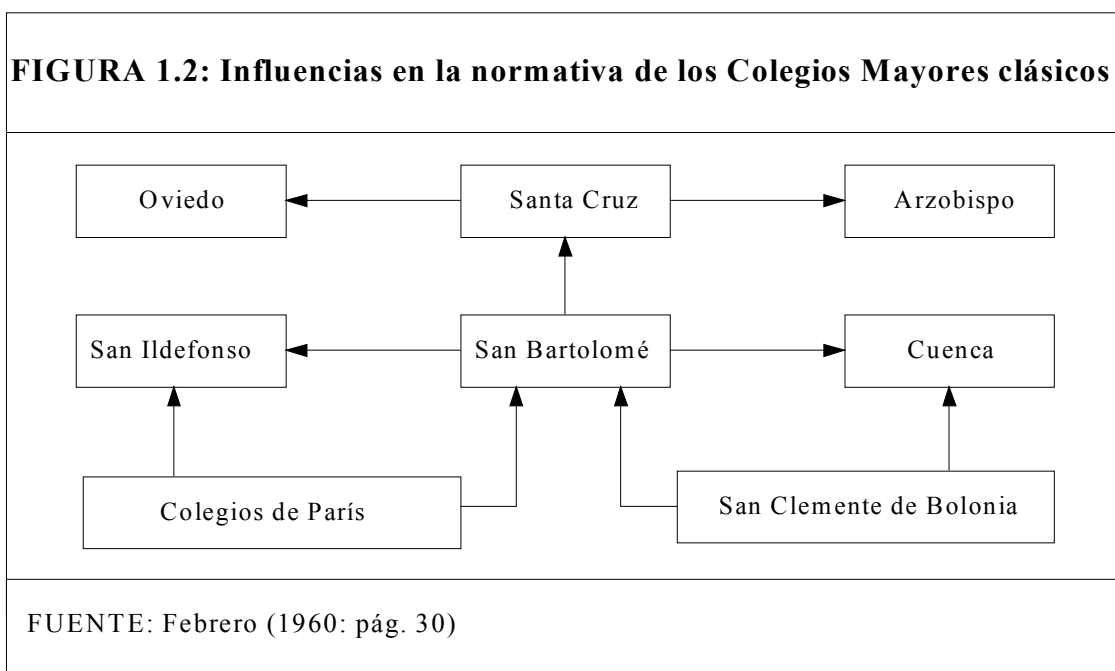 FIGURA 1.2: Influencias en la normativa de los Colegios Mayores clásicos
Oviedo
Santa Cruz
Arzobispo
San Ildefonso
San Bartolomé
Cuenca
Colegios de París
San Clemente de Bolonia
FUENTE: Febrero (1960: pág. 30)